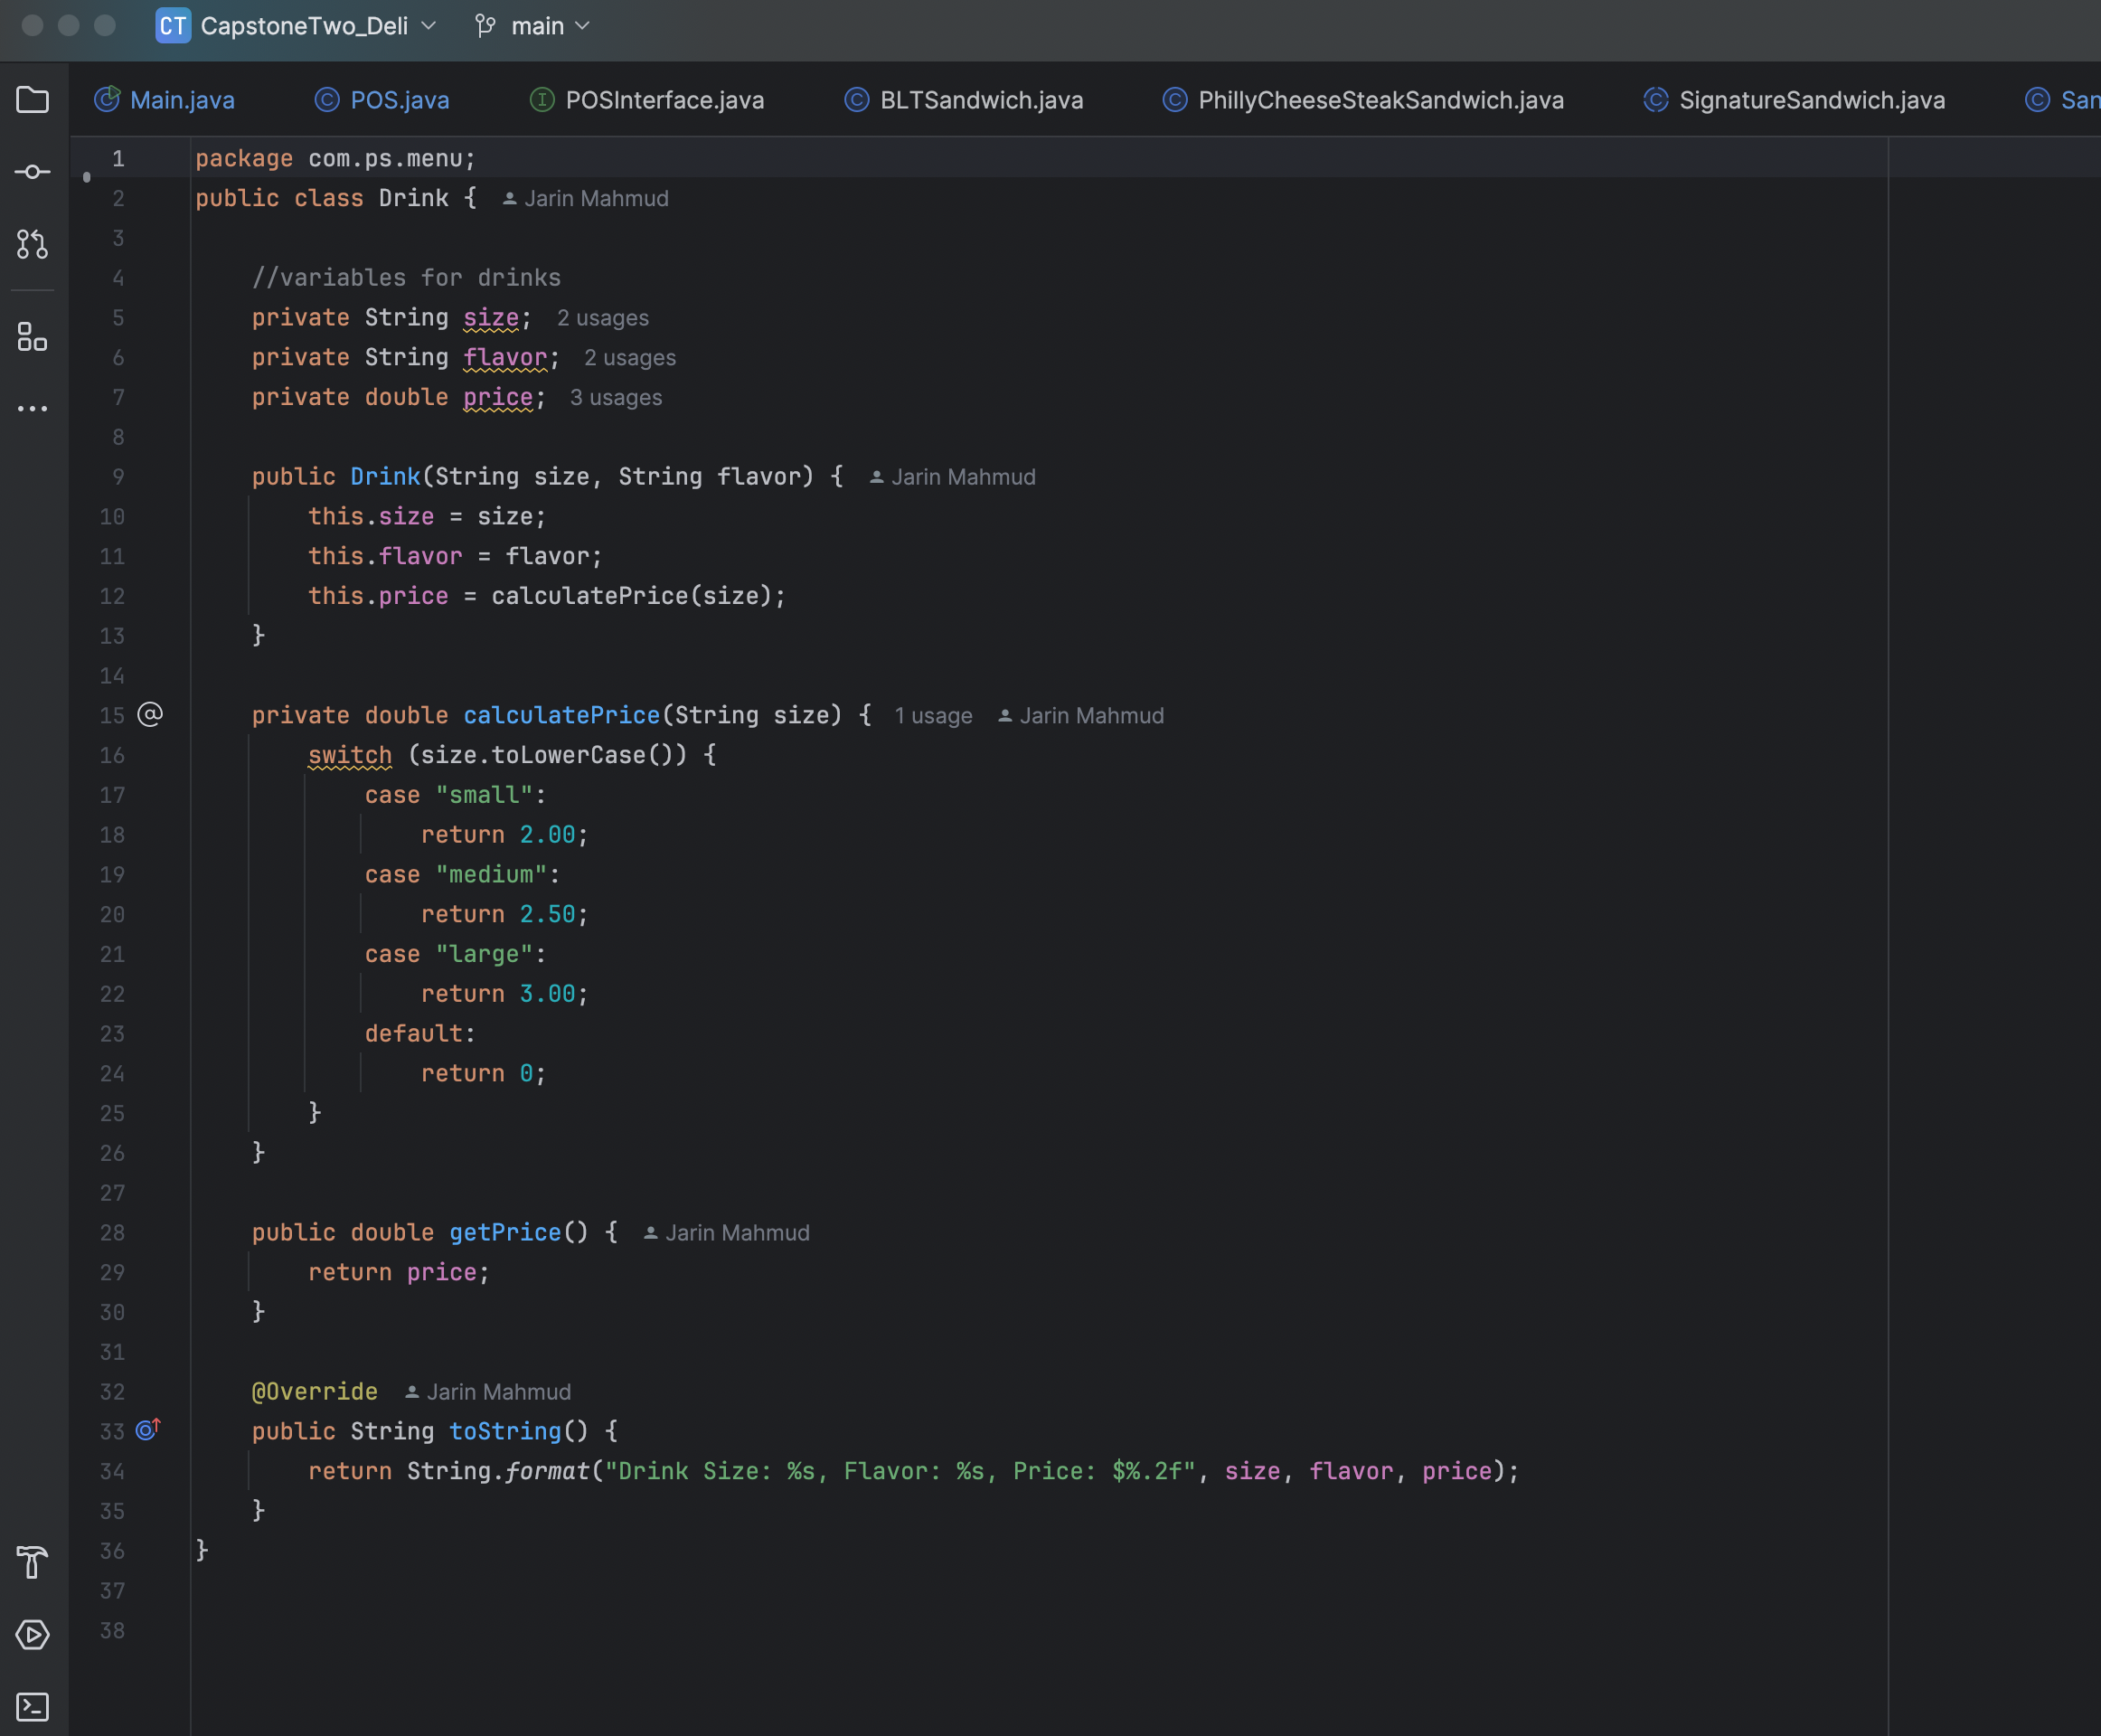 CT CapstoneTwo_Deli main
Main.java POS.java POSInterface.java BLTSandwich.java PhillyCheeseSteakSandwich.java SignatureSandwich.java San
1 package com.ps.menu;
2 public class Drink { Jarin Mahmud
3
4 //variables for drinks
5 private String size; 2 usages
6 private String flavor; 2 usages
7 private double price; 3 usages
8
9 public Drink(String size, String flavor) { Jarin Mahmud
10 this.size = size;
11 this.flavor = flavor;
12 this.price = calculatePrice(size);
13 }
14
15 @ private double calculatePrice(String size) { 1 usage Jarin Mahmud
16 switch (size.toLowerCase()) {
17 case "small":
18 return 2.00;
19 case "medium":
20 return 2.50;
21 case "large":
22 return 3.00;
23 default:
24 return 0;
25 }
26 }
27
28 public double getPrice() { Jarin Mahmud
29 return price;
30 }
31
32 @Override Jarin Mahmud
33 public String toString() {
34 return String.format("Drink Size: %s, Flavor: %s, Price: $%.2f", size, flavor, price);
35 }
36 }
37
38